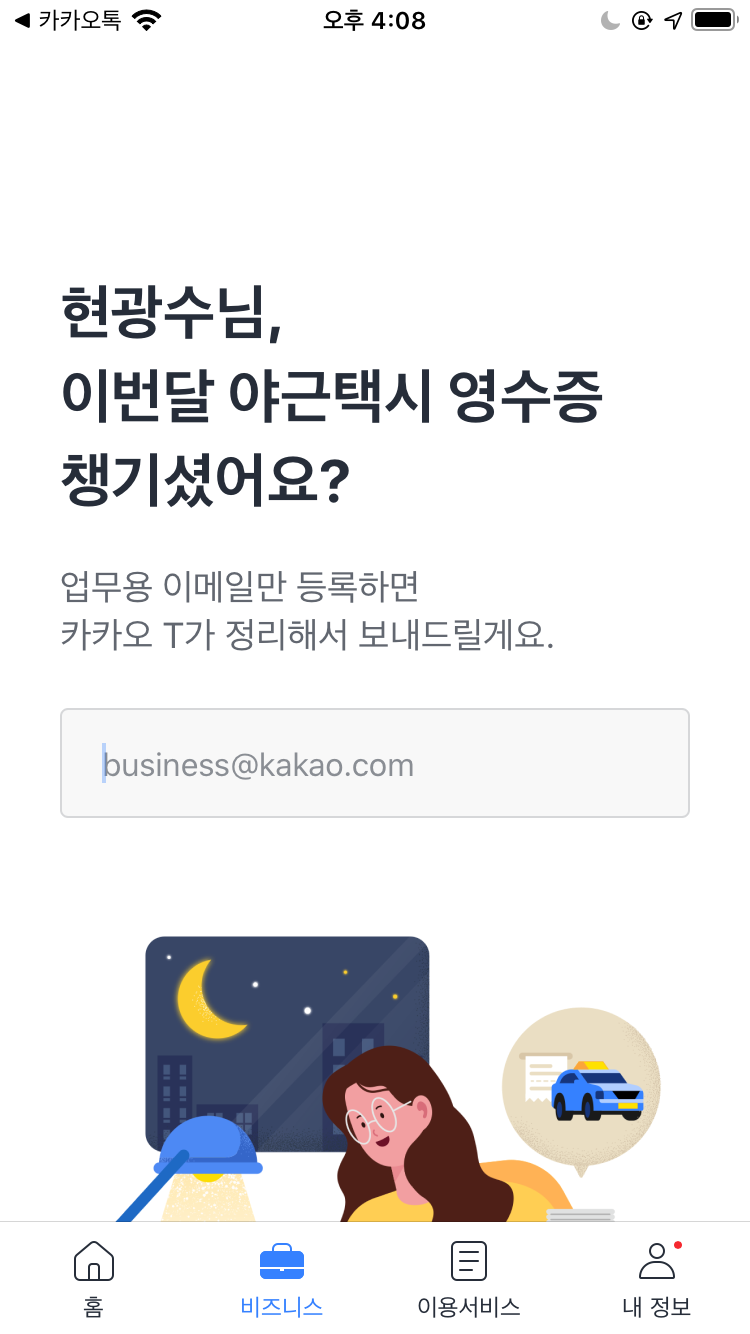 ◀ 카카오톡 오후 4:08
현광수님,
이번달 야근택시 영수증
챙기셨어요?
업무용 이메일만 등록하면
카카오 T가 정리해서 보내드릴게요.
business@kakao.com
홈 비즈니스 이용서비스 내 정보